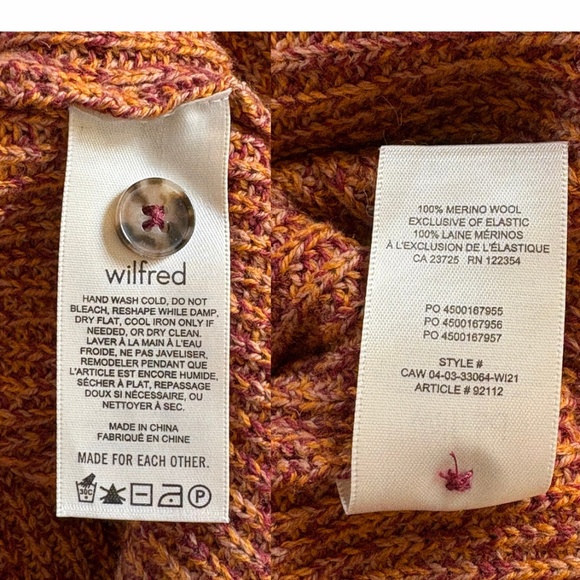 wilfred
HAND WASH COLD, DO NOT
BLEACH, RESHAPE WHILE DAMP,
DRY FLAT, COOL IRON ONLY IF
NEEDED, OR DRY CLEAN.
LAVER À LA MAIN À L'EAU
FROIDE, NE PAS JAVELISER,
REMODELER PENDANT QUE
L'ARTICLE EST ENCORE HUMIDE,
SÉCHER À PLAT, REPASSAGE
DOUX SI NÉCESSAIRE, OU
NETTOYER À SEC.
MADE IN CHINA
FABRIQUÉ EN CHINE
MADE FOR EACH OTHER.
30C
P
100% MERINO WOOL
EXCLUSIVE OF ELASTIC
100% LAINE MÉRINOS
À L'EXCLUSION DE L'ÉLASTIQUE
CA 23725 RN 122354
PO 4500167955
PO 4500167956
PO 4500167957
STYLE #
CAW 04-03-33064-WI21
ARTICLE # 92112